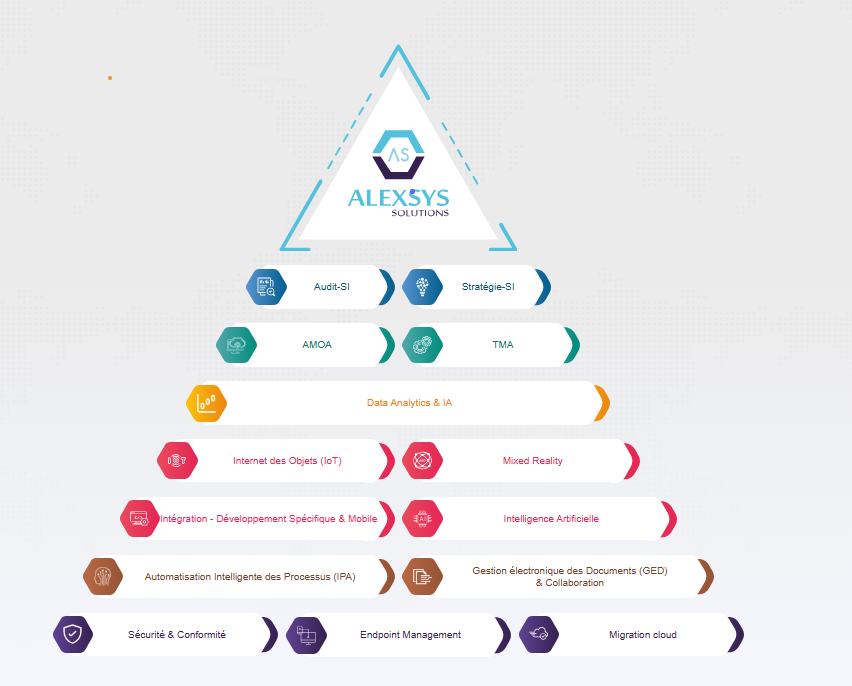 AS
ALEXSYS
SOLUTIONS
Audit-SI
Stratégie-SI
AMOA
TMA
Data Analytics & IA
Internet des Objets (IoT)
Mixed Reality
Intégration - Développement Spécifique & Mobile
AI
Intelligence Artificielle
Automatisation Intelligente des Processus (IPA)
Gestion électronique des Documents (GED)
& Collaboration
Sécurité & Conformité
Endpoint Management
Migration cloud